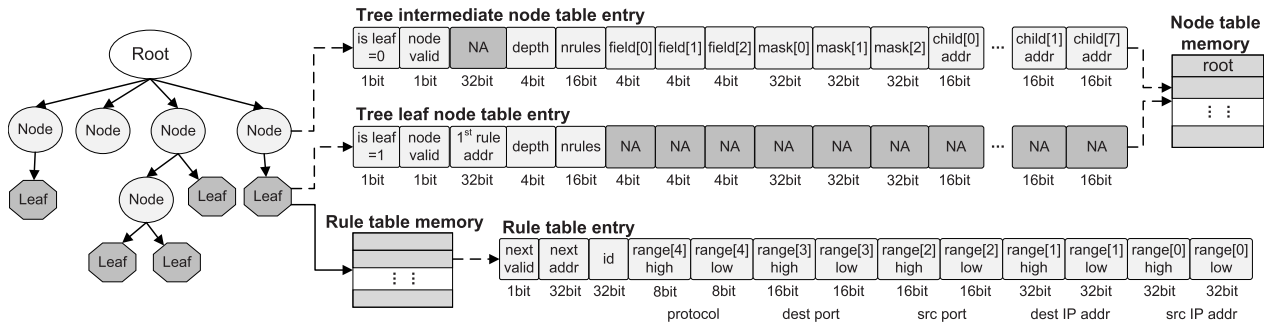 Tree intermediate node table entry
is leaf =0 node valid NA depth nrules field[0] field[1] field[2] mask[0] mask[1] mask[2] child[0] addr ... child[1] addr child[7] addr
1bit 1bit 32bit 4bit 16bit 4bit 4bit 4bit 32bit 32bit 32bit 16bit 16bit 16bit
Node table
memory
root
Root
Node Node Node Node
Tree leaf node table entry
is leaf =1 node valid 1st rule addr depth nrules NA NA NA NA NA NA NA ... NA NA
1bit 1bit 32bit 4bit 16bit 4bit 4bit 4bit 32bit 32bit 32bit 16bit 16bit 16bit
Leaf Node Leaf Leaf
Leaf Leaf
Rule table memory
Rule table entry
next valid next addr id range[4] high range[4] low range[3] high range[3] low range[2] high range[2] low range[1] high range[1] low range[0] high range[0] low
1bit 32bit 32bit 8bit 8bit 16bit 16bit 16bit 16bit 32bit 32bit 32bit 32bit
protocol dest port src port dest IP addr src IP addr